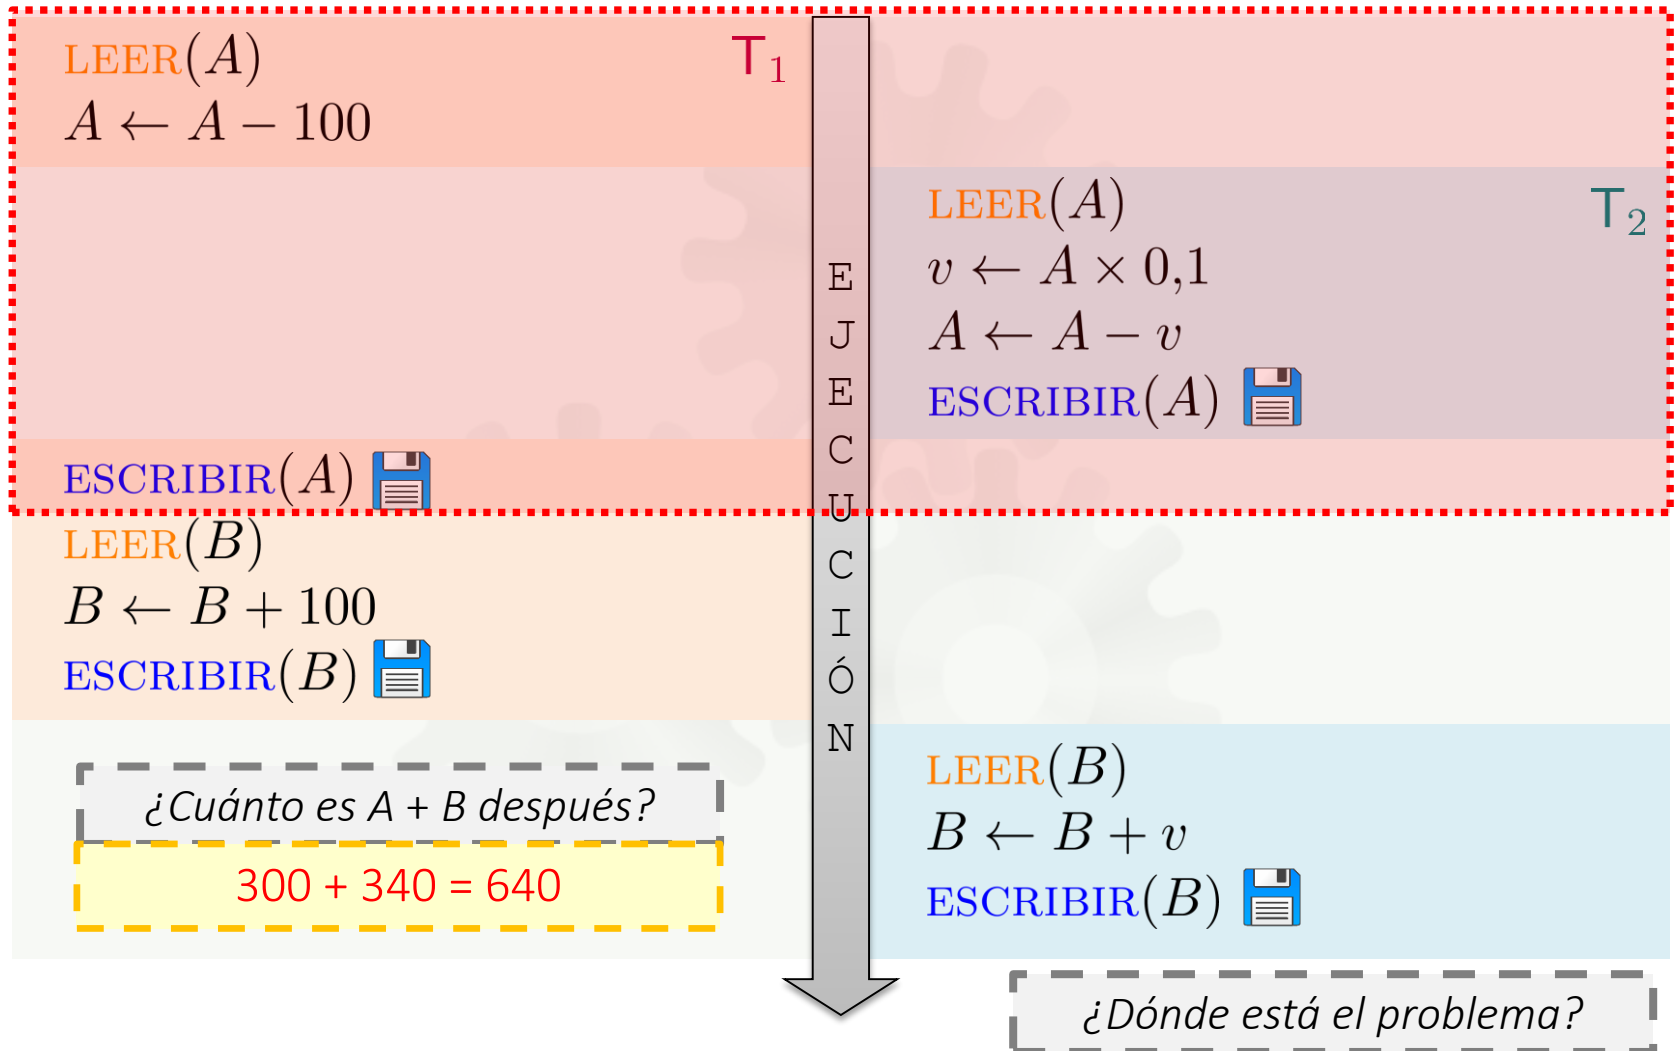 LEER(A)
T₁
A ← A − 100
LEER(A)
T₂
v ← A × 0,1
A ← A − v
ESCRIBIR(A)
ESCRIBIR(A)
LEER(B)
B ← B + 100
ESCRIBIR(B)
EJECUCIÓN
LEER(B)
B ← B + v
ESCRIBIR(B)
¿Cuánto es A + B después?
300 + 340 = 640
¿Dónde está el problema?